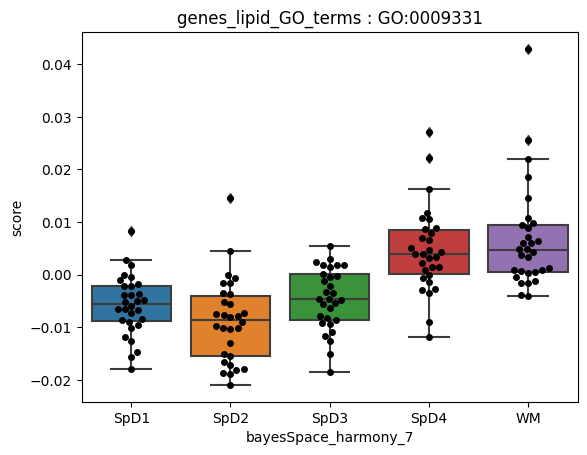 genes_lipid_GO_terms : GO:0009331
score
0.04
0.03
0.02
0.01
0.00
−0.01
−0.02
SpD1 SpD2 SpD3 SpD4 WM
bayesSpace_harmony_7